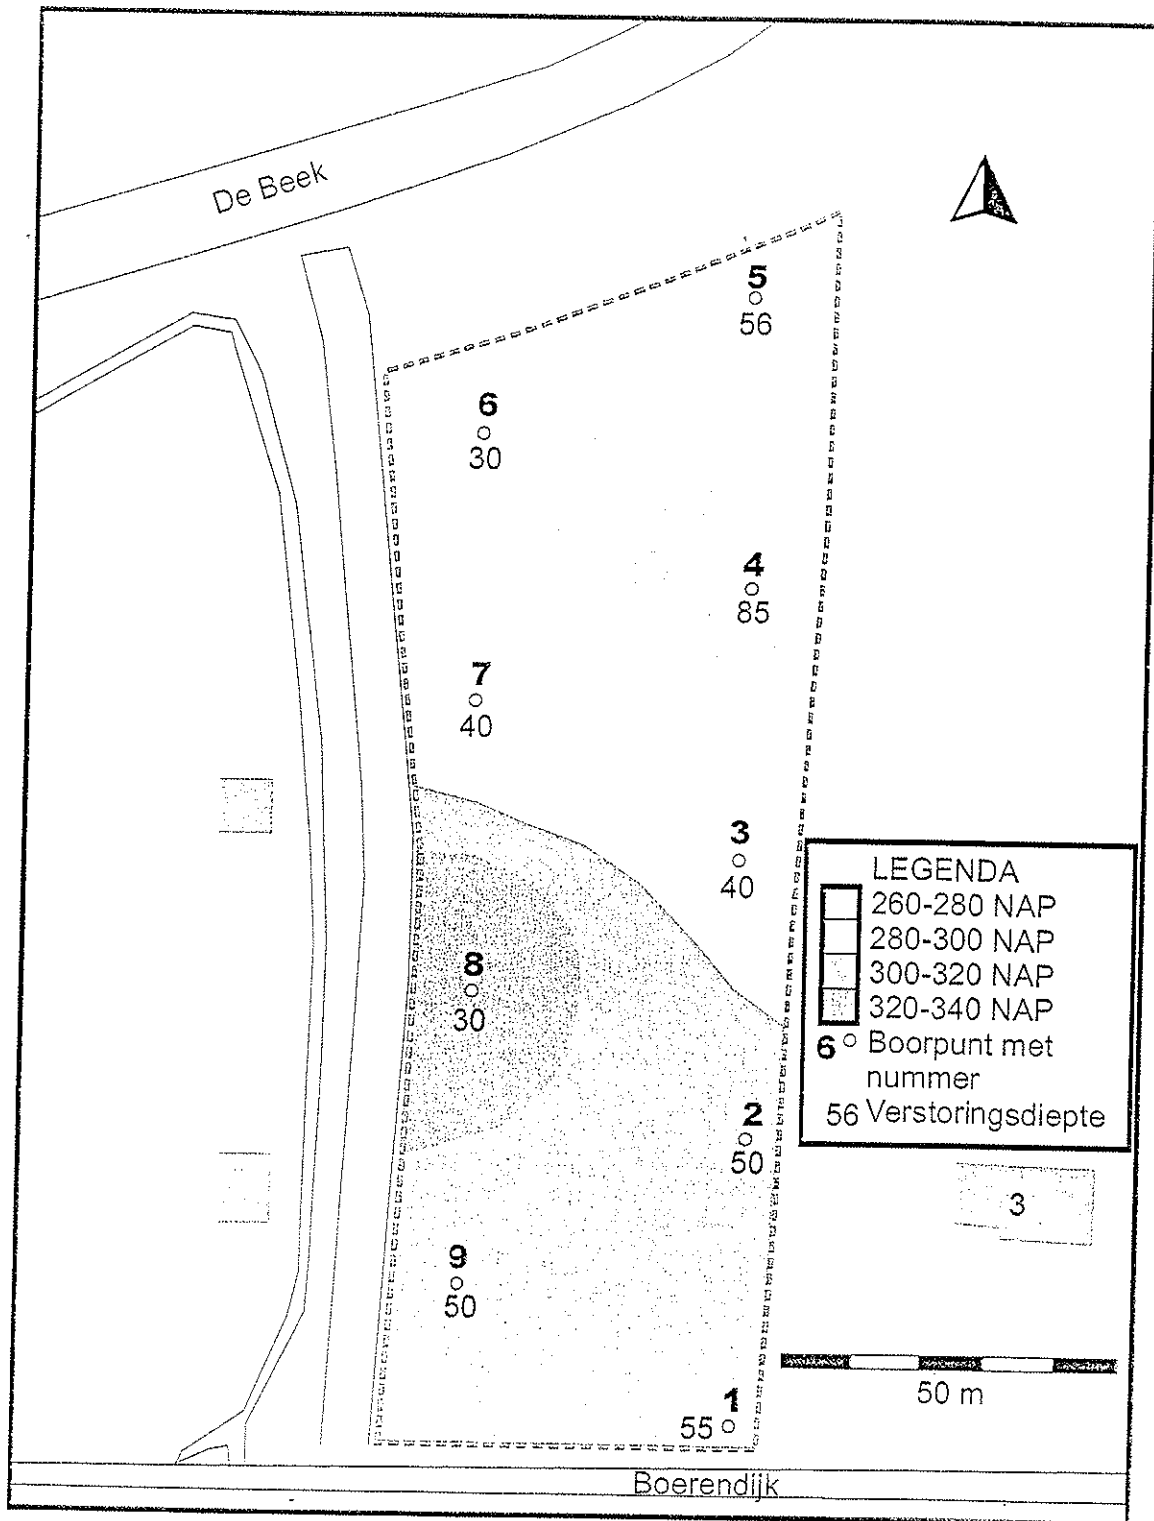 De Beek
5
56
6
30
4
85
7
40
3
40
LEGENDA
260-280 NAP
280-300 NAP
300-320 NAP
320-340 NAP
6 Boorpunt met
nummer
56 Verstoringsdiepte
8
30
2
50
3
9
50
50 m
1
55
Boerendijk